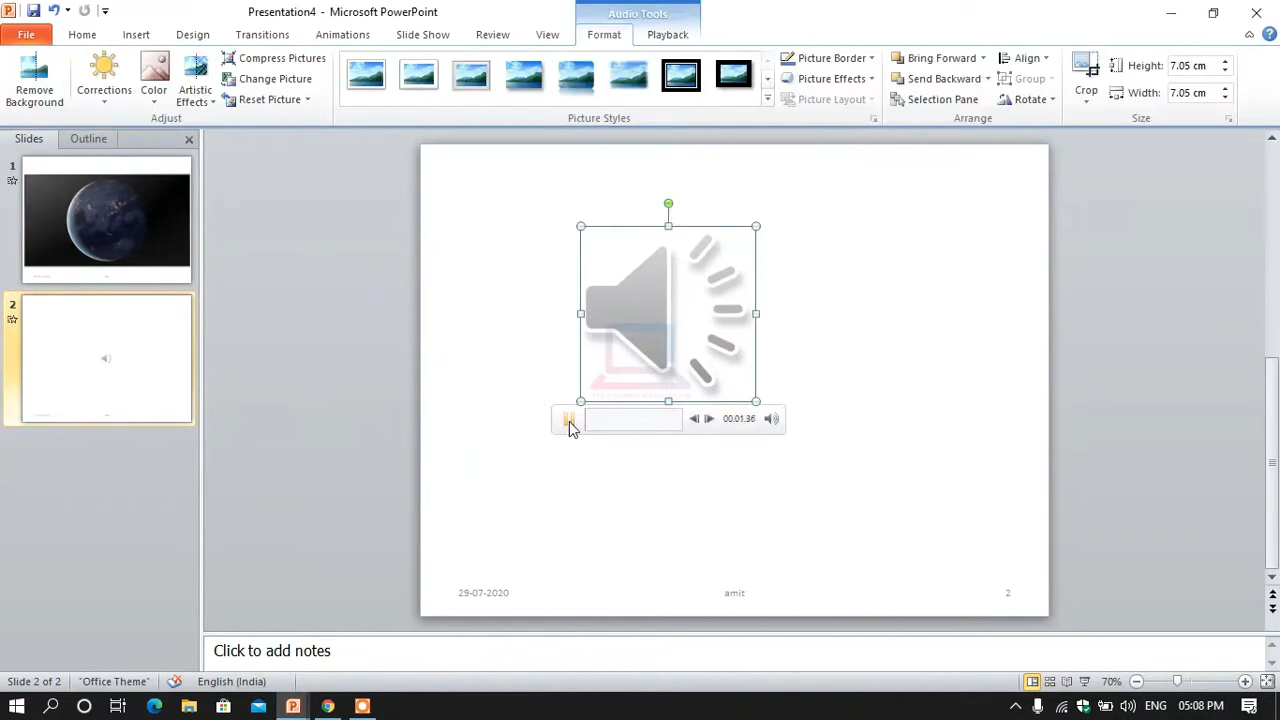 Presentation4 - Microsoft PowerPoint
Audio Tools
File
Home
Insert
Design
Transitions
Animations
Slide Show
Review
View
Format
Playback
Remove
Background
Corrections
Color
Artistic
Effects
Compress Pictures
Change Picture
Reset Picture
Adjust
Picture Styles
Picture Border
Picture Effects
Picture Layout
Bring Forward
Send Backward
Selection Pane
Align
Group
Rotate
Arrange
Crop
Height: 7.05 cm
Width: 7.05 cm
Size
Slides
Outline
1
2
00:01.36
29-07-2020
amit
2
Click to add notes
Slide 2 of 2
"Office Theme"
English (India)
70%
ENG
05:08 PM